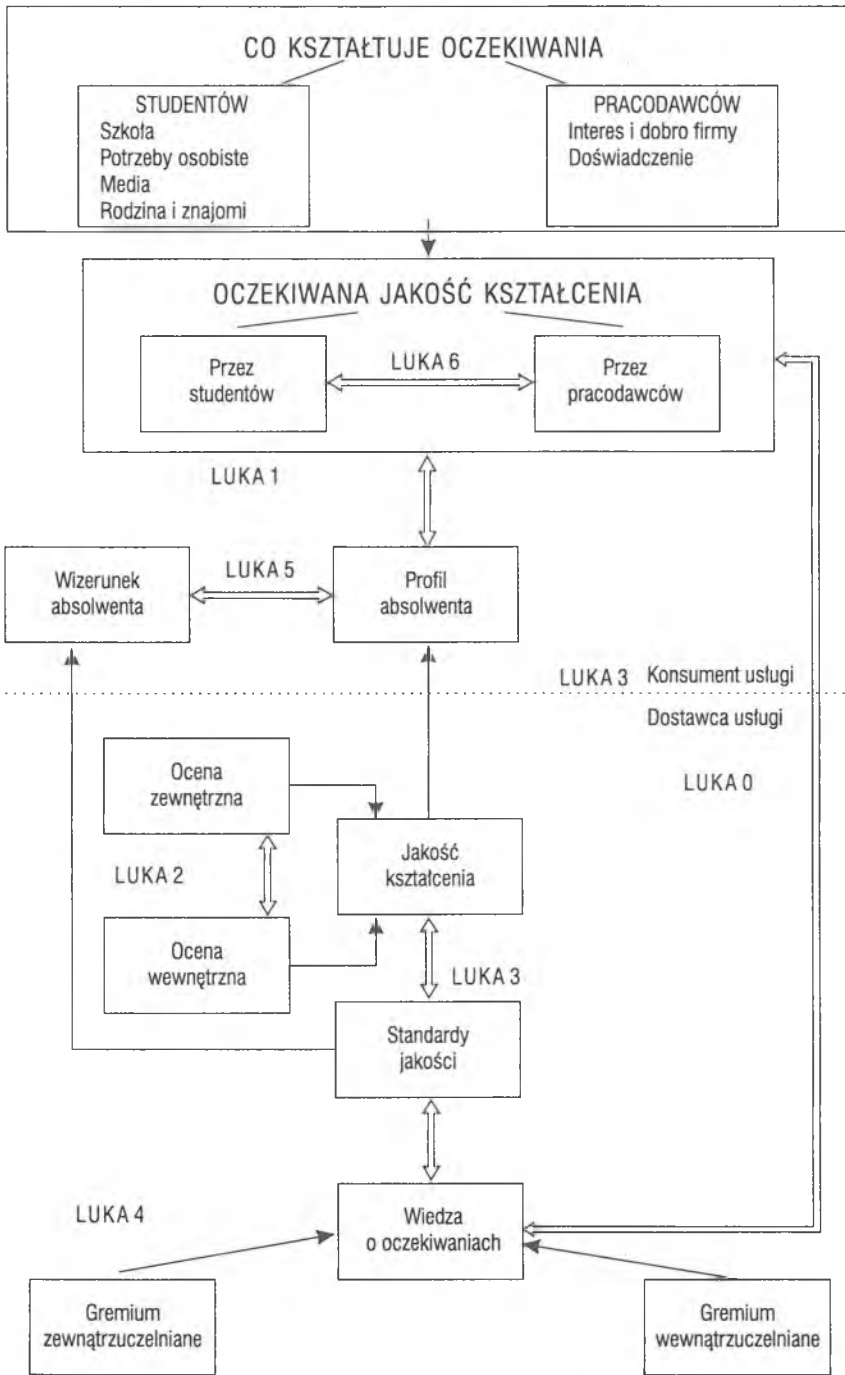 CO KSZTAŁTUJE OCZEKIWANIA
STUDENTÓW
Szkoła
Potrzeby osobiste
Media
Rodzina i znajomi
PRACODAWCÓW
Interes i dobro firmy
Doświadczenie
OCZEKIWANA JAKOŚĆ KSZTAŁCENIA
Przez
studentów
LUKA 6
Przez
pracodawców
LUKA 1
Wizerunek
absolwenta
LUKA 5
Profil
absolwenta
LUKA 3 Konsument usługi
Dostawca usługi
LUKA 0
Ocena
zewnętrzna
LUKA 2
Jakość
kształcenia
Ocena
wewnętrzna
LUKA 3
Standardy
jakości
LUKA 4
Wiedza
o oczekiwaniach
Gremium
zewnątrzuczelniane
Gremium
wewnątrzuczelniane